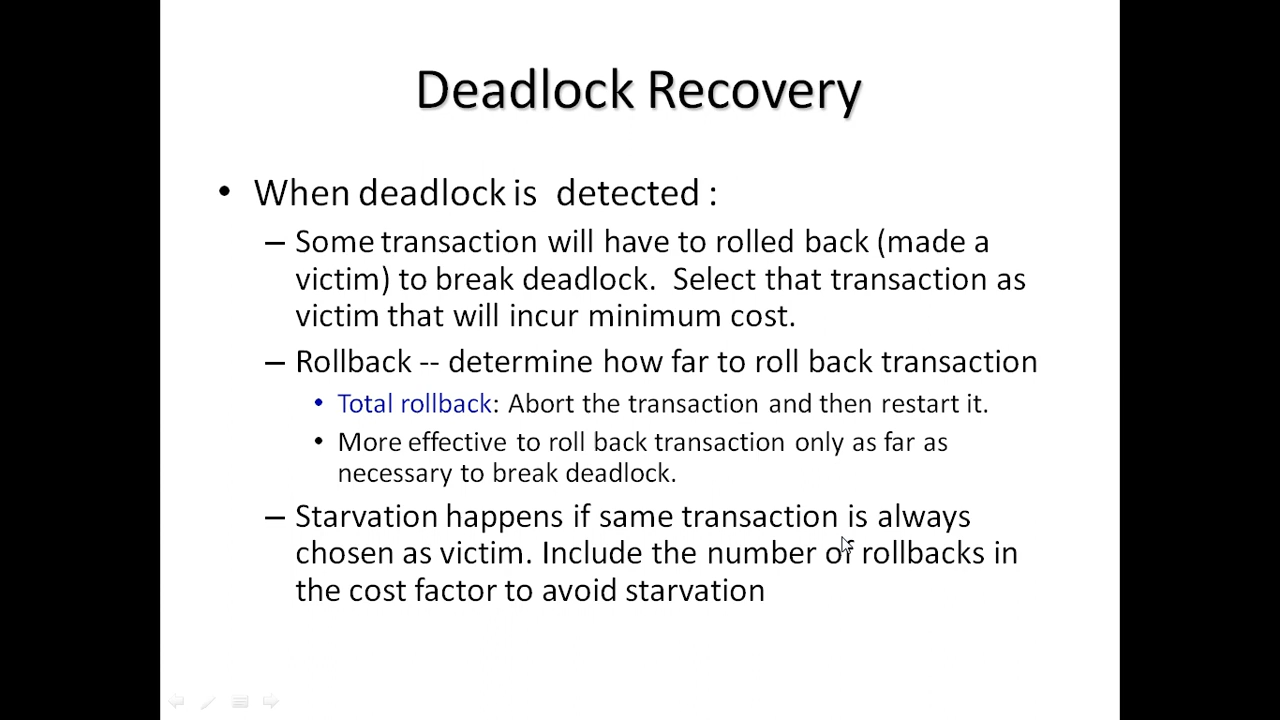 Deadlock Recovery
• When deadlock is detected :
– Some transaction will have to rolled back (made a
victim) to break deadlock. Select that transaction as
victim that will incur minimum cost.
– Rollback -- determine how far to roll back transaction
• Total rollback: Abort the transaction and then restart it.
• More effective to roll back transaction only as far as
necessary to break deadlock.
– Starvation happens if same transaction is always
chosen as victim. Include the number of rollbacks in
the cost factor to avoid starvation